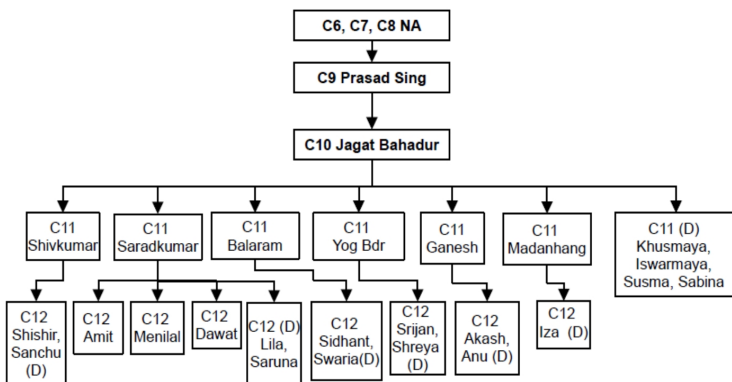 C6, C7, C8 NA
C9 Prasad Sing
C10 Jagat Bahadur
C11
Shivkumar
C11
Saradkumar
C11
Balaram
C11
Yog Bdr
C11
Ganesh
C11
Madanhang
C11 (D)
Khusmaya,
Iswarmaya,
Susma, Sabina
C12
Shishir,
Sanchu
(D)
C12
Amit
C12
Menilal
C12
Dawat
C12 (D)
Lila,
Saruna
C12
Sidhant,
Swaria(D)
C12
Srijan,
Shreya
(D)
C12
Akash,
Anu (D)
C12
Iza (D)